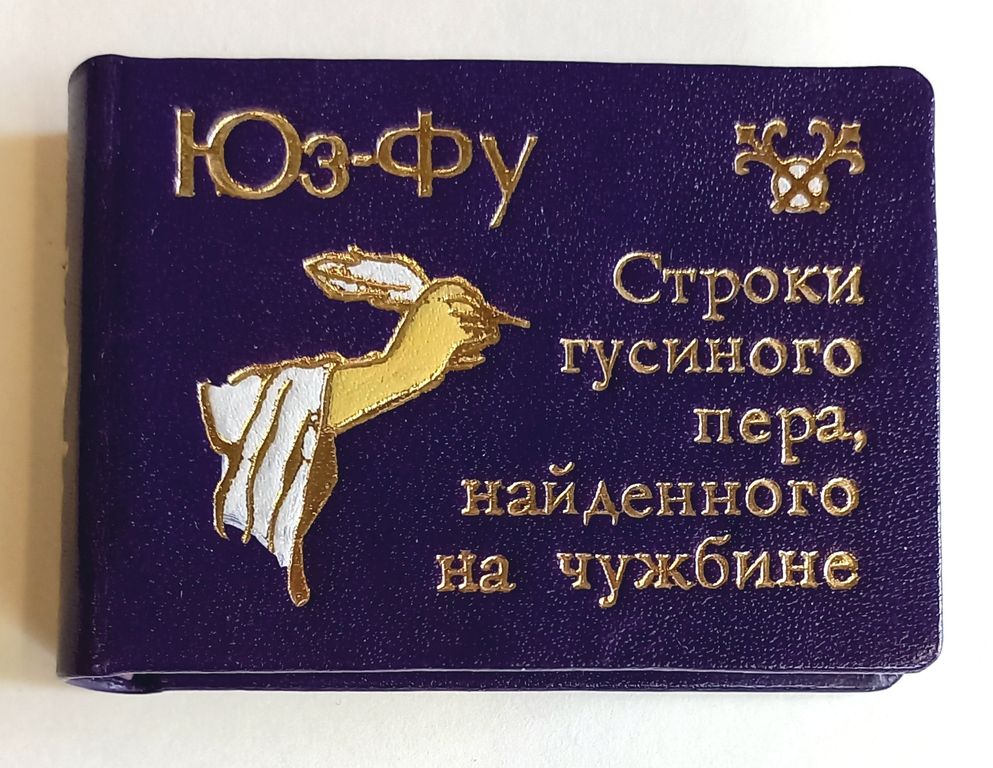 Юз-Фу
Строки
гусиного
пера,
найденного
на чужбине